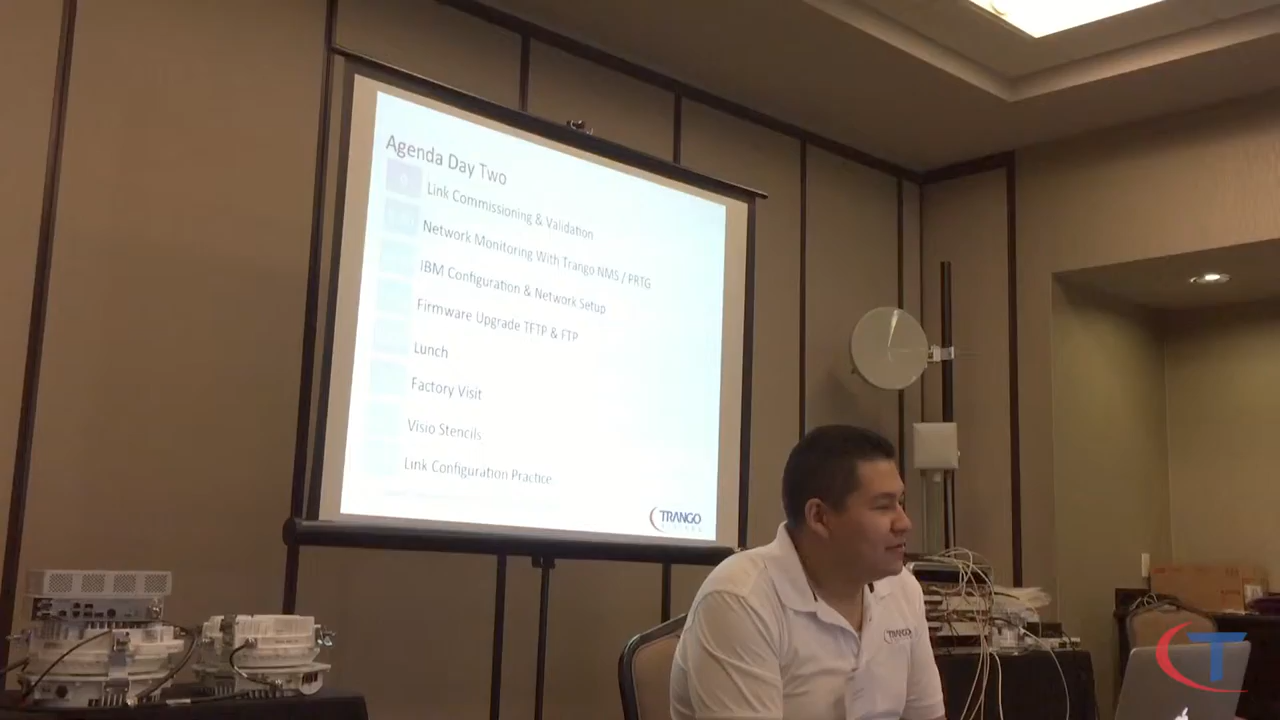 Agenda Day Two
Link Commissioning & Validation
Network Monitoring With Trango NMS / PRTG
IBM Configuration & Network Setup
Firmware Upgrade TFTP & FTP
Lunch
Factory Visit
Visio Stencils
Link Configuration Practice
TRANGO
TRANGO
T